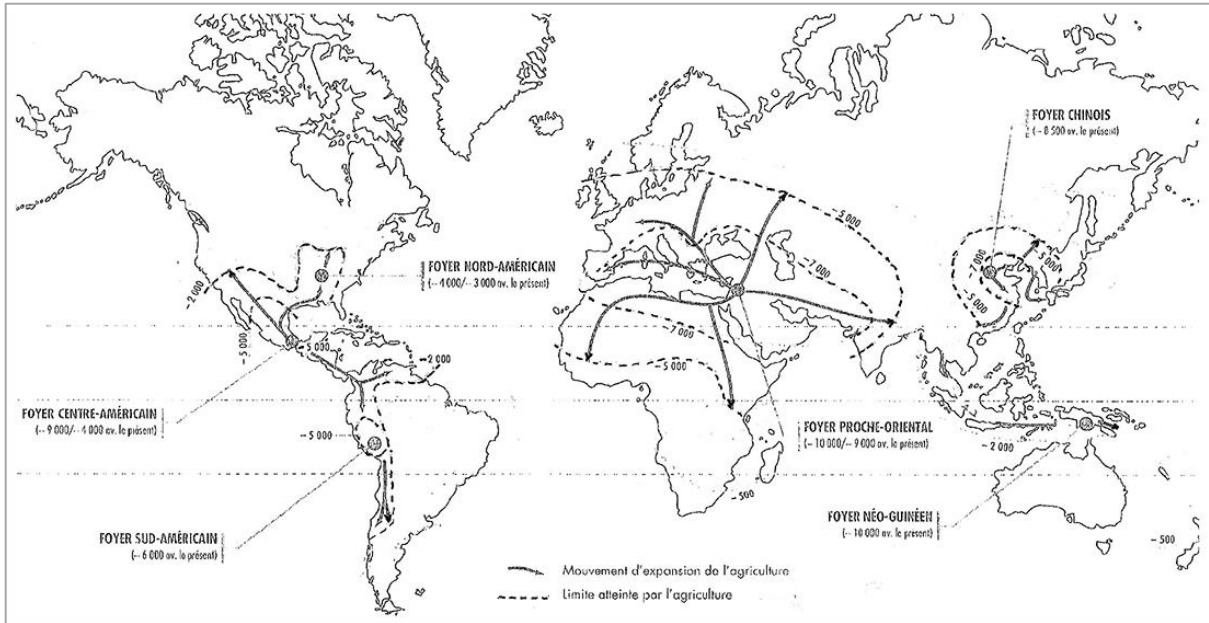 FOYER CHINOIS
(– 8 500 av. le présent)
– 5 000
– 7 000
– 7 000
– 5 000
– 5 000
FOYER NORD-AMÉRICAIN
(– 4 000/– 3 000 av. le présent)
– 2 000
– 5 000
– 5 000
– 2 000
– 7 000
– 5 000
FOYER CENTRE-AMÉRICAIN
(– 9 000/– 4 000 av. le présent)
– 5 000
FOYER PROCHE-ORIENTAL
(– 10 000/– 9 000 av. le présent)
– 2 000
– 500
FOYER SUD-AMÉRICAIN
(– 6 000 av. le présent)
FOYER NÉO-GUINÉEN
(– 10 000 av. le présent)
– 500
Mouvement d'expansion de l'agriculture
Limite atteinte par l'agriculture